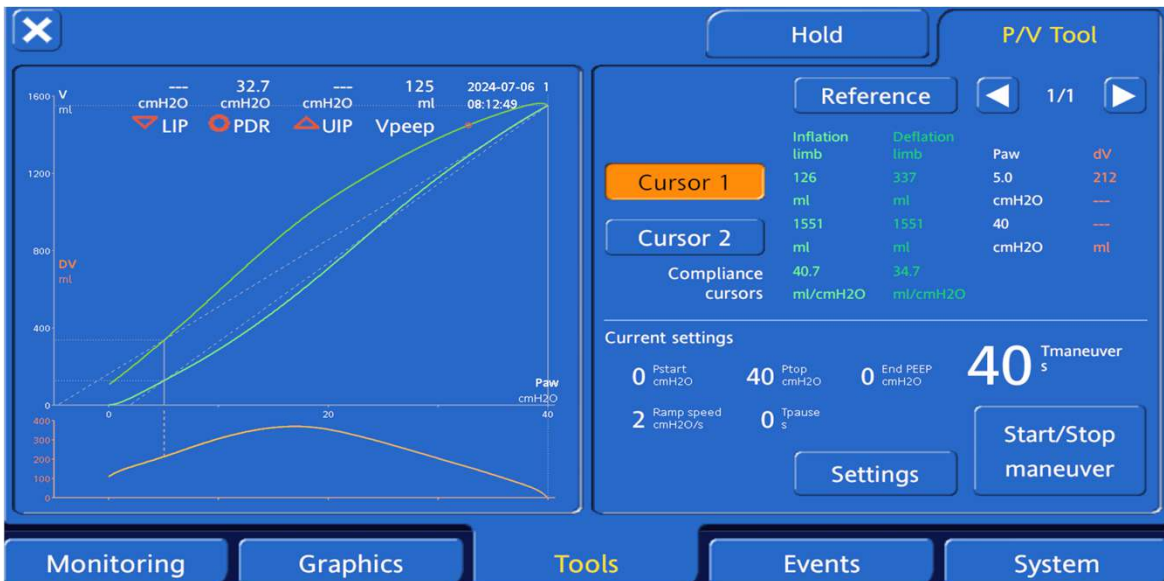 Hold
P/V Tool
V
ml
1600
1200
800
400
0
--- 32.7 --- 125
cmH2O cmH2O cmH2O ml
LIP PDR UIP Vpeep
2024-07-06 1
08:12:49
DV
ml
Paw
cmH2O
0 20 40
400
300
200
100
0
Reference
1/1
Inflation limb
Deflation limb
Paw dV
Cursor 1
126 337 5.0 212
ml ml cmH2O ---
Cursor 2
1551 1551 40 ---
ml ml cmH2O ml
Compliance cursors
40.7 34.7
ml/cmH2O ml/cmH2O
Current settings
0 Pstart cmH2O
40 Ptop cmH2O
0 End PEEP cmH2O
40 Tmaneuver s
2 Ramp speed cmH2O/s
0 Tpause s
Settings
Start/Stop
maneuver
Monitoring
Graphics
Tools
Events
System